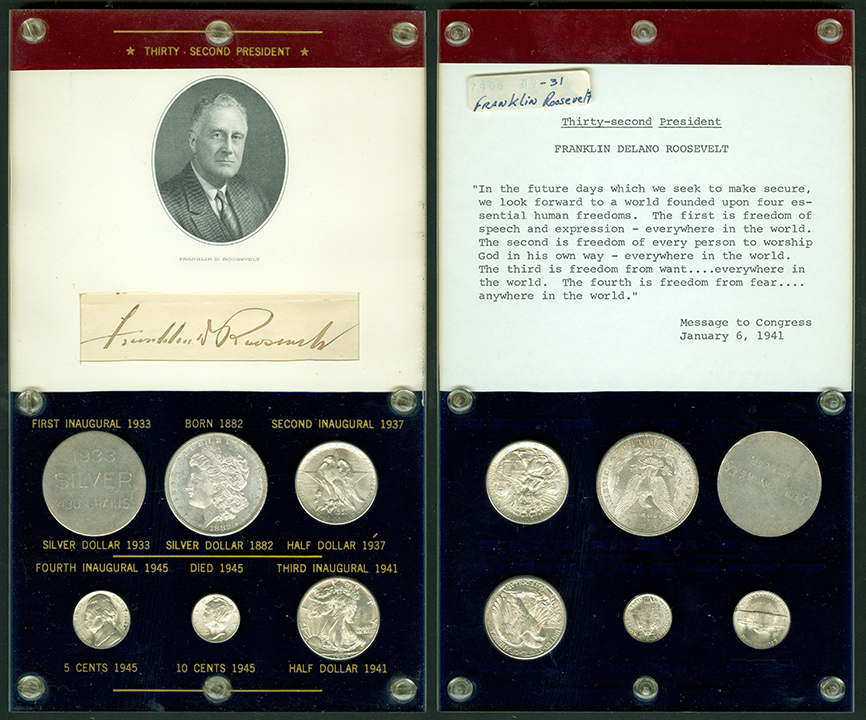 ★ THIRTY-SECOND PRESIDENT ★
FRANKLIN D. ROOSEVELT
Franklin D Roosevelt
FIRST INAUGURAL 1933
BORN 1882
SECOND INAUGURAL 1937
1933
SILVER
SILVER DOLLAR 1933
SILVER DOLLAR 1882
HALF DOLLAR 1937
FOURTH INAUGURAL 1945
DIED 1945
THIRD INAUGURAL 1941
5 CENTS 1945
10 CENTS 1945
HALF DOLLAR 1941
-31
FRANKlin Roosevelt
Thirty-second President
FRANKLIN DELANO ROOSEVELT
"In the future days which we seek to make secure,
we look forward to a world founded upon four es-
sential human freedoms. The first is freedom of
speech and expression - everywhere in the world.
The second is freedom of every person to worship
God in his own way - everywhere in the world.
The third is freedom from want....everywhere in
the world. The fourth is freedom from fear....
anywhere in the world."
Message to Congress
January 6, 1941